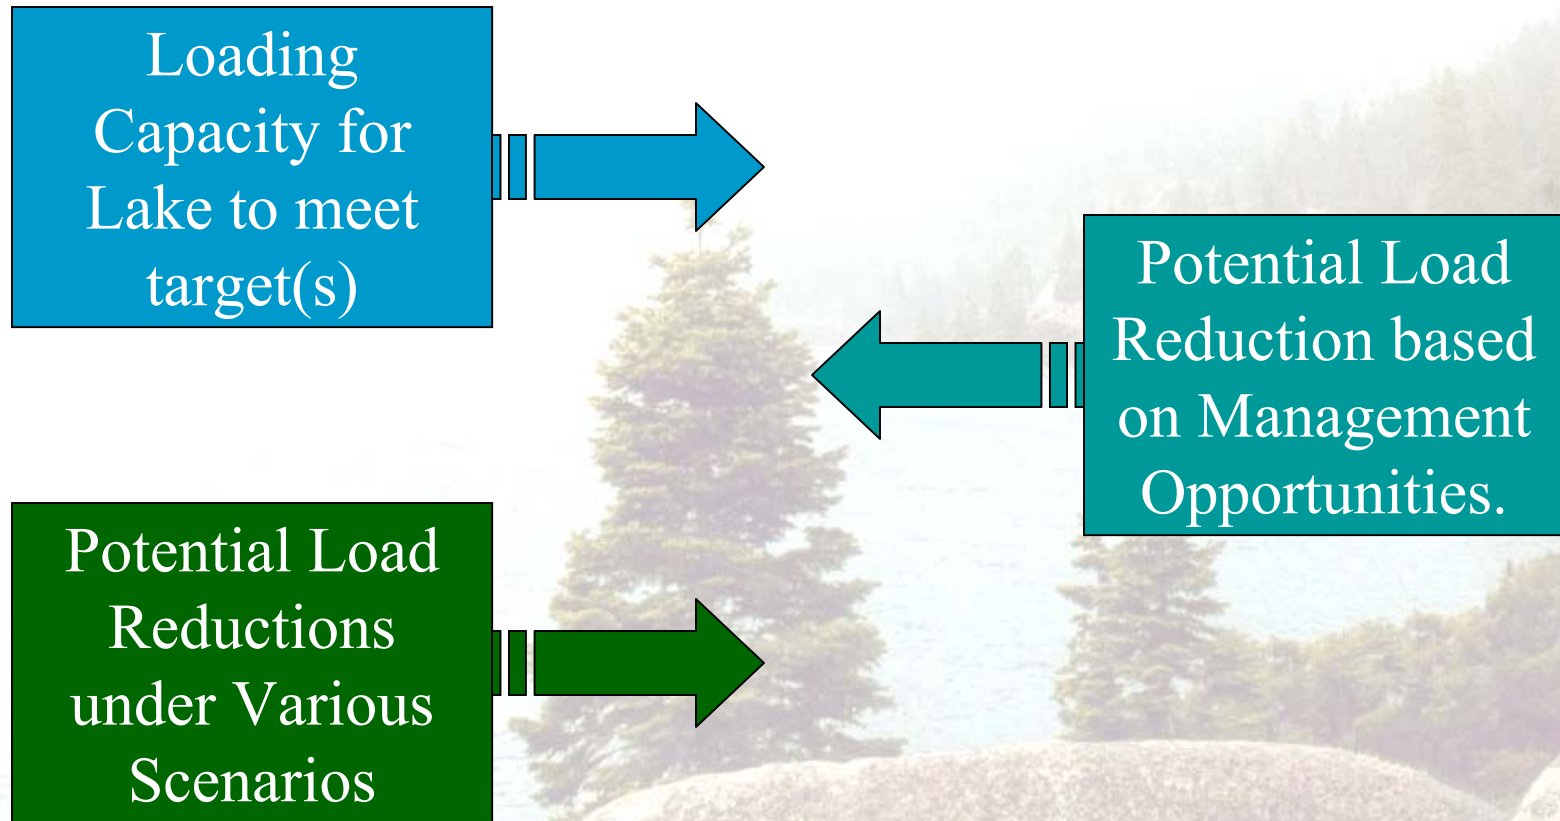 Loading
Capacity for
Lake to meet
target(s)
Potential Load
Reduction based
on Management
Opportunities.
Potential Load
Reductions
under Various
Scenarios